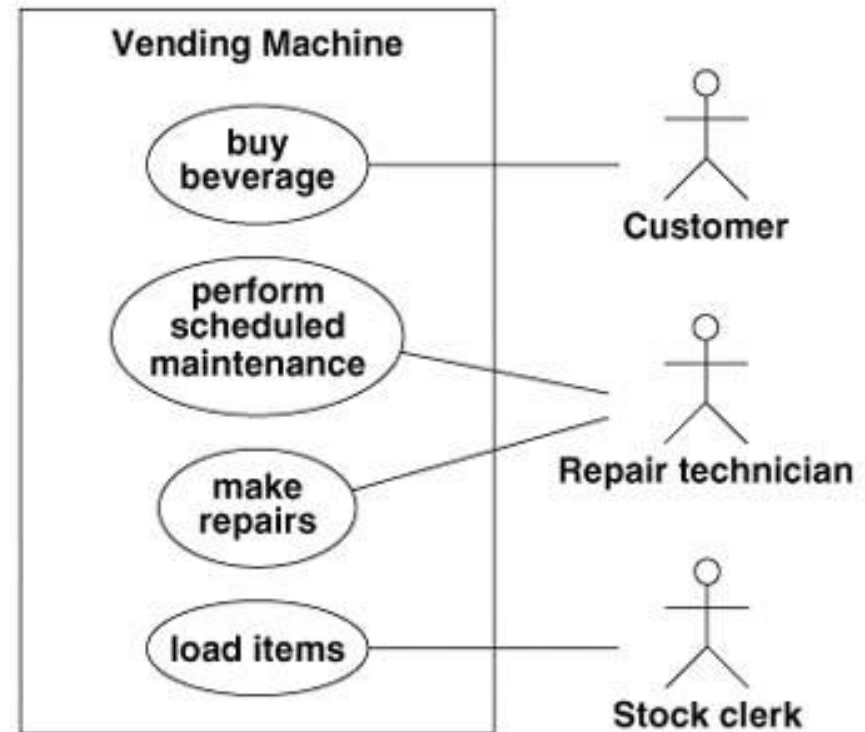 Vending Machine
buy
beverage
Customer
perform
scheduled
maintenance
Repair technician
make
repairs
load items
Stock clerk